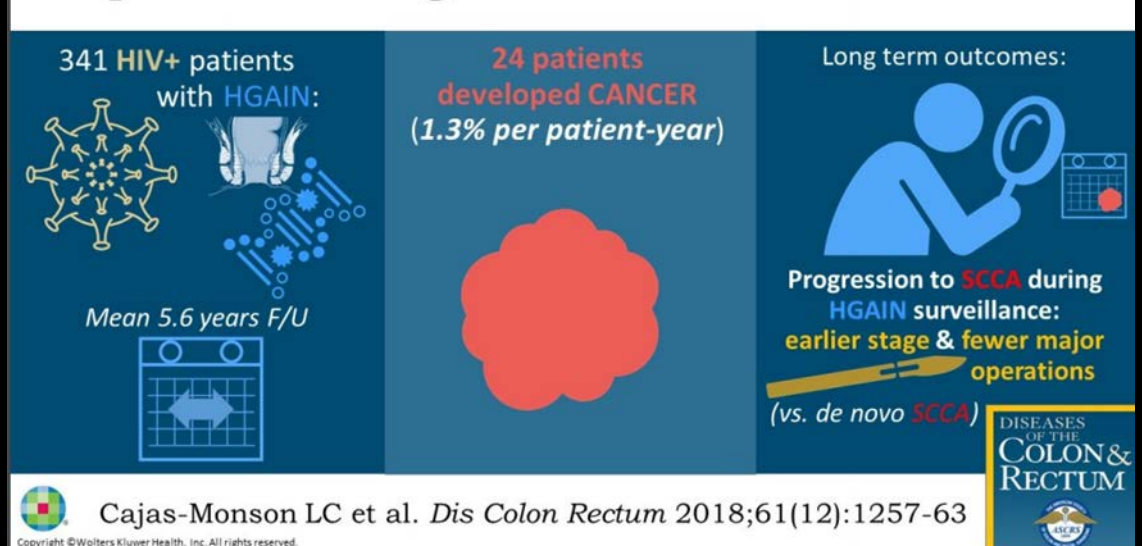 341 HIV+ patients
with HGAIN:
Mean 5.6 years F/U
24 patients
developed CANCER
(1.3% per patient-year)
Long term outcomes:
Progression to SCCA during
HGAIN surveillance:
earlier stage & fewer major
operations
(vs. de novo SCCA)
DISEASES
OF THE
COLON &
RECTUM
ASCRS
Cajas-Monson LC et al. Dis Colon Rectum 2018;61(12):1257-63
Copyright ©Wolters Kluwer Health, Inc. All rights reserved.